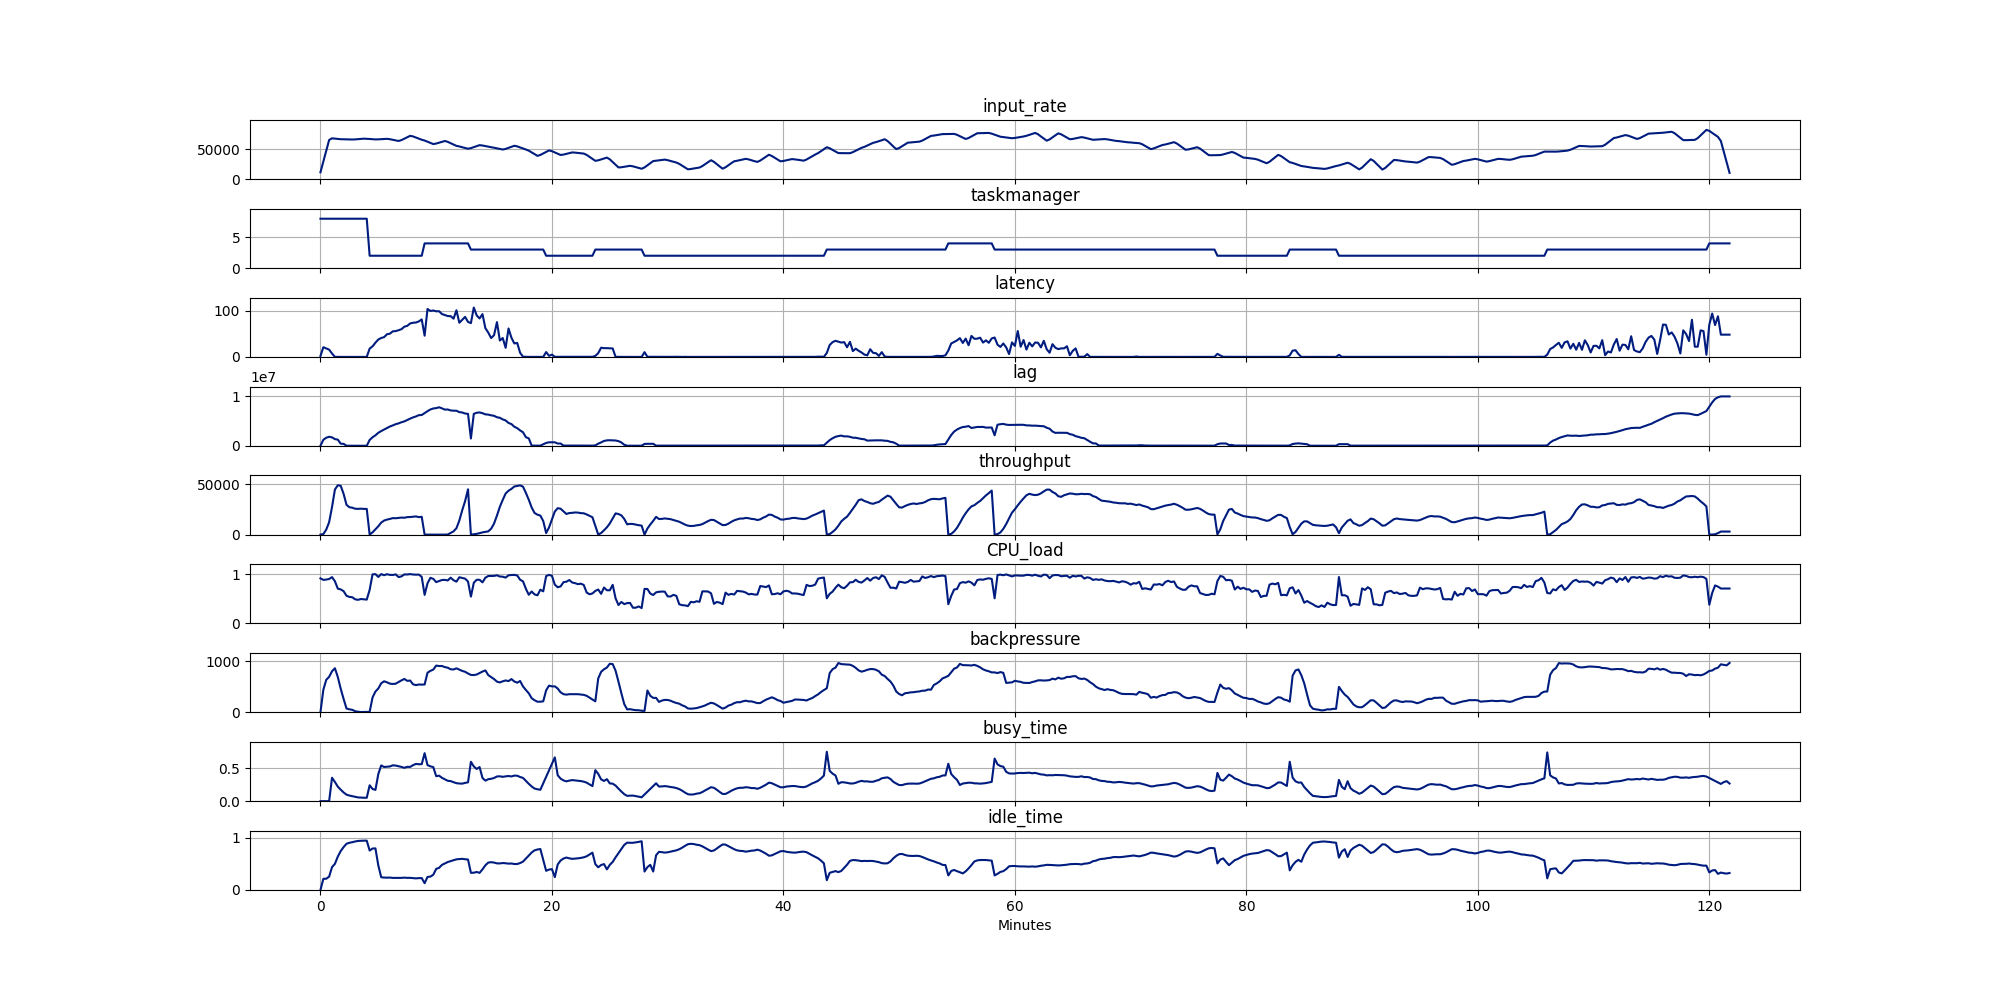 input_rate
50000
0
taskmanager
5
0
latency
100
0
1e7
lag
1
0
throughput
50000
0
CPU_load
1
0
backpressure
1000
0
busy_time
0.5
0.0
idle_time
1
0
0 20 40 60 80 100 120
Minutes